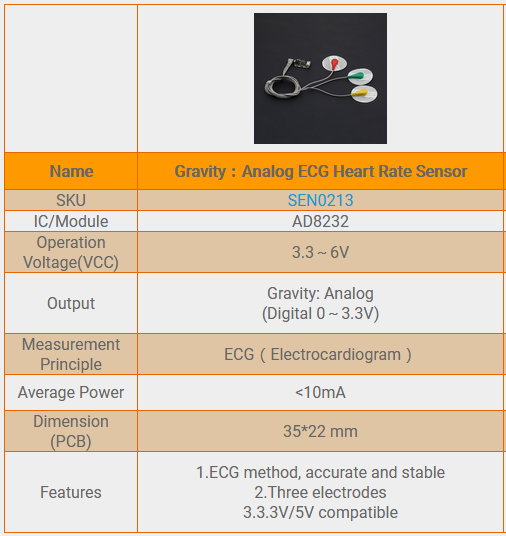 Name
Gravity：Analog ECG Heart Rate Sensor
SKU
SEN0213
IC/Module
AD8232
Operation
Voltage(VCC)
3.3～6V
Output
Gravity: Analog
(Digital 0～3.3V)
Measurement
Principle
ECG（Electrocardiogram）
Average Power
<10mA
Dimension
(PCB)
35*22 mm
Features
1.ECG method, accurate and stable
2.Three electrodes
3.3.3V/5V compatible